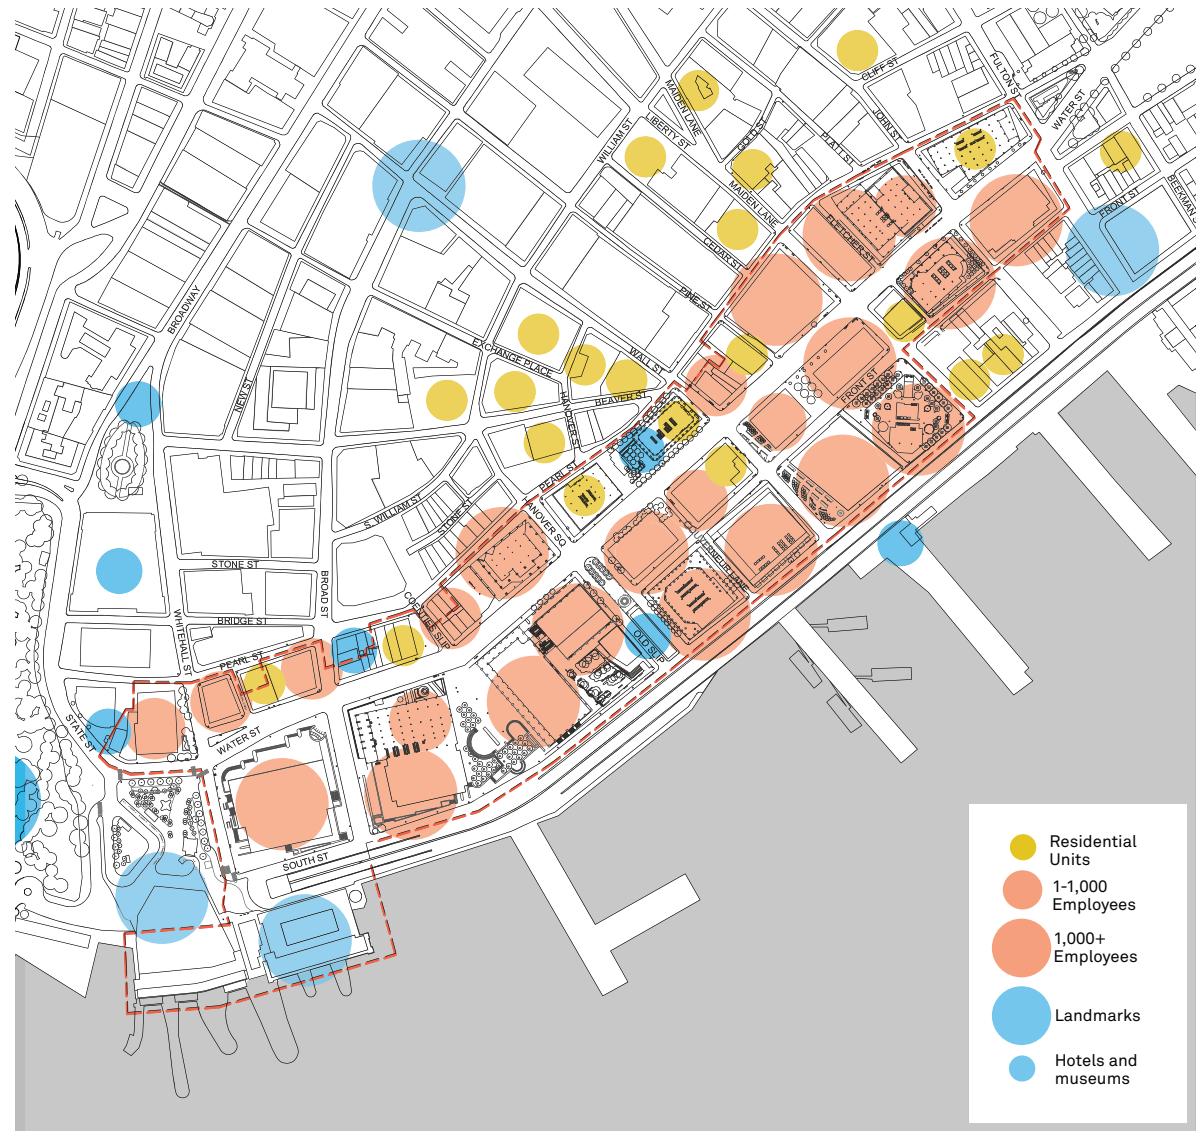 CLIFF ST
FULTON ST
WATER ST
MAIDEN LANE
JOHN ST
GOLD ST
LIBERTY ST
WILLIAM ST
PLATT ST
BEEKMAN
FRONT ST
MAIDEN LANE
FLETCHER ST
CEDAR ST
PINE ST
BROADWAY
EXCHANGE PLACE
WALL ST
NEW ST
HANOVER ST
BEAVER ST
FRONT ST
PEARL ST
S. WILLIAM ST
STONE ST
ANOVER SQ
VERNEUR LANE
STONE ST
BROAD ST
COENTIES SLIP
WHITEHALL ST
BRIDGE ST
OLD SLIP
PEARL ST
STATE ST
WATER ST
SOUTH ST
Residential
Units
1-1,000
Employees
1,000+
Employees
Landmarks
Hotels and
museums